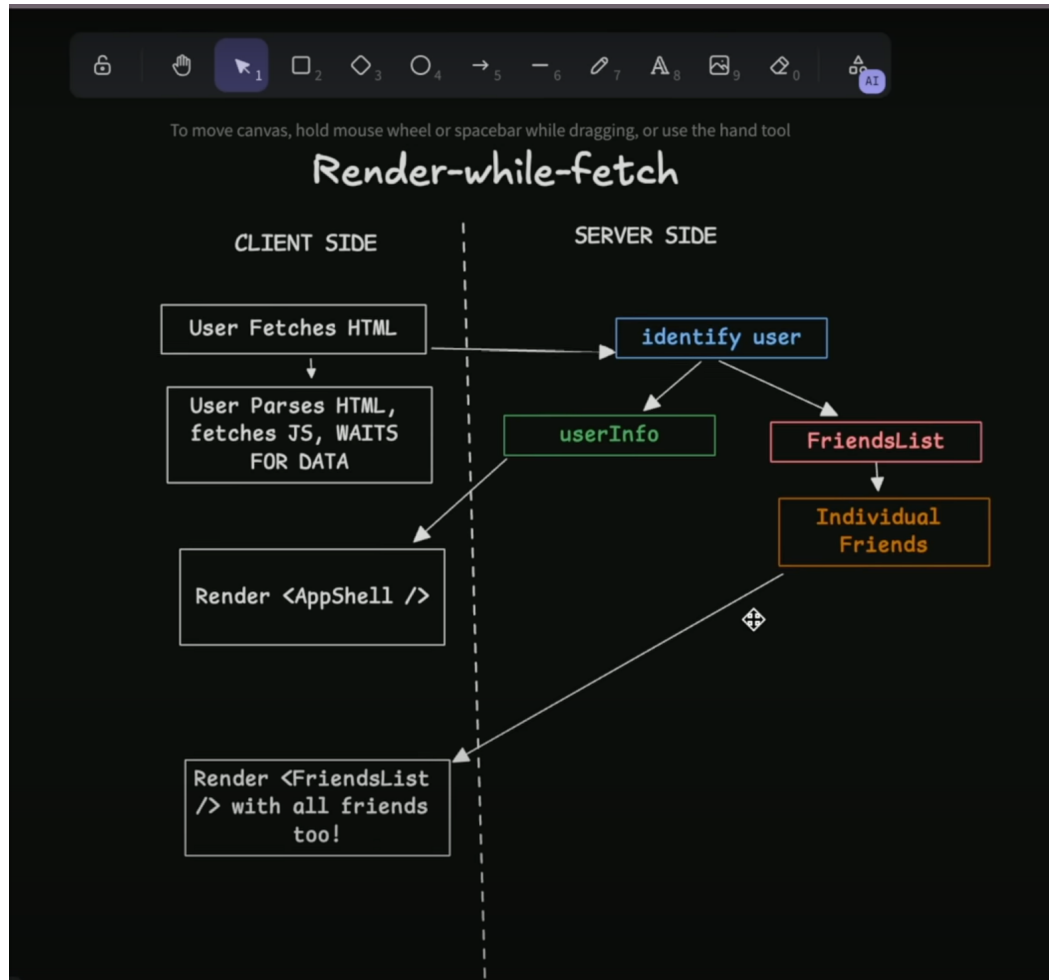 1
2
3
4
5
6
7
A 8
9
0
AI
To move canvas, hold mouse wheel or spacebar while dragging, or use the hand tool
Render-while-fetch
CLIENT SIDE
SERVER SIDE
User Fetches HTML
identify user
User Parses HTML,
fetches JS, WAITS
FOR DATA
userInfo
FriendsList
Individual
Friends
Render <AppShell />
Render <FriendsList
/> with all friends
too!